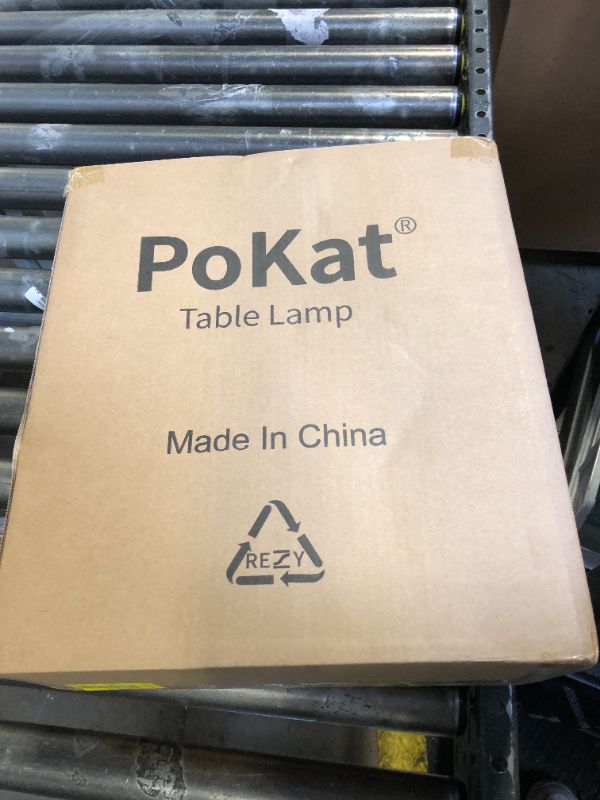 PoKat®
Table Lamp
Made In China
REZY